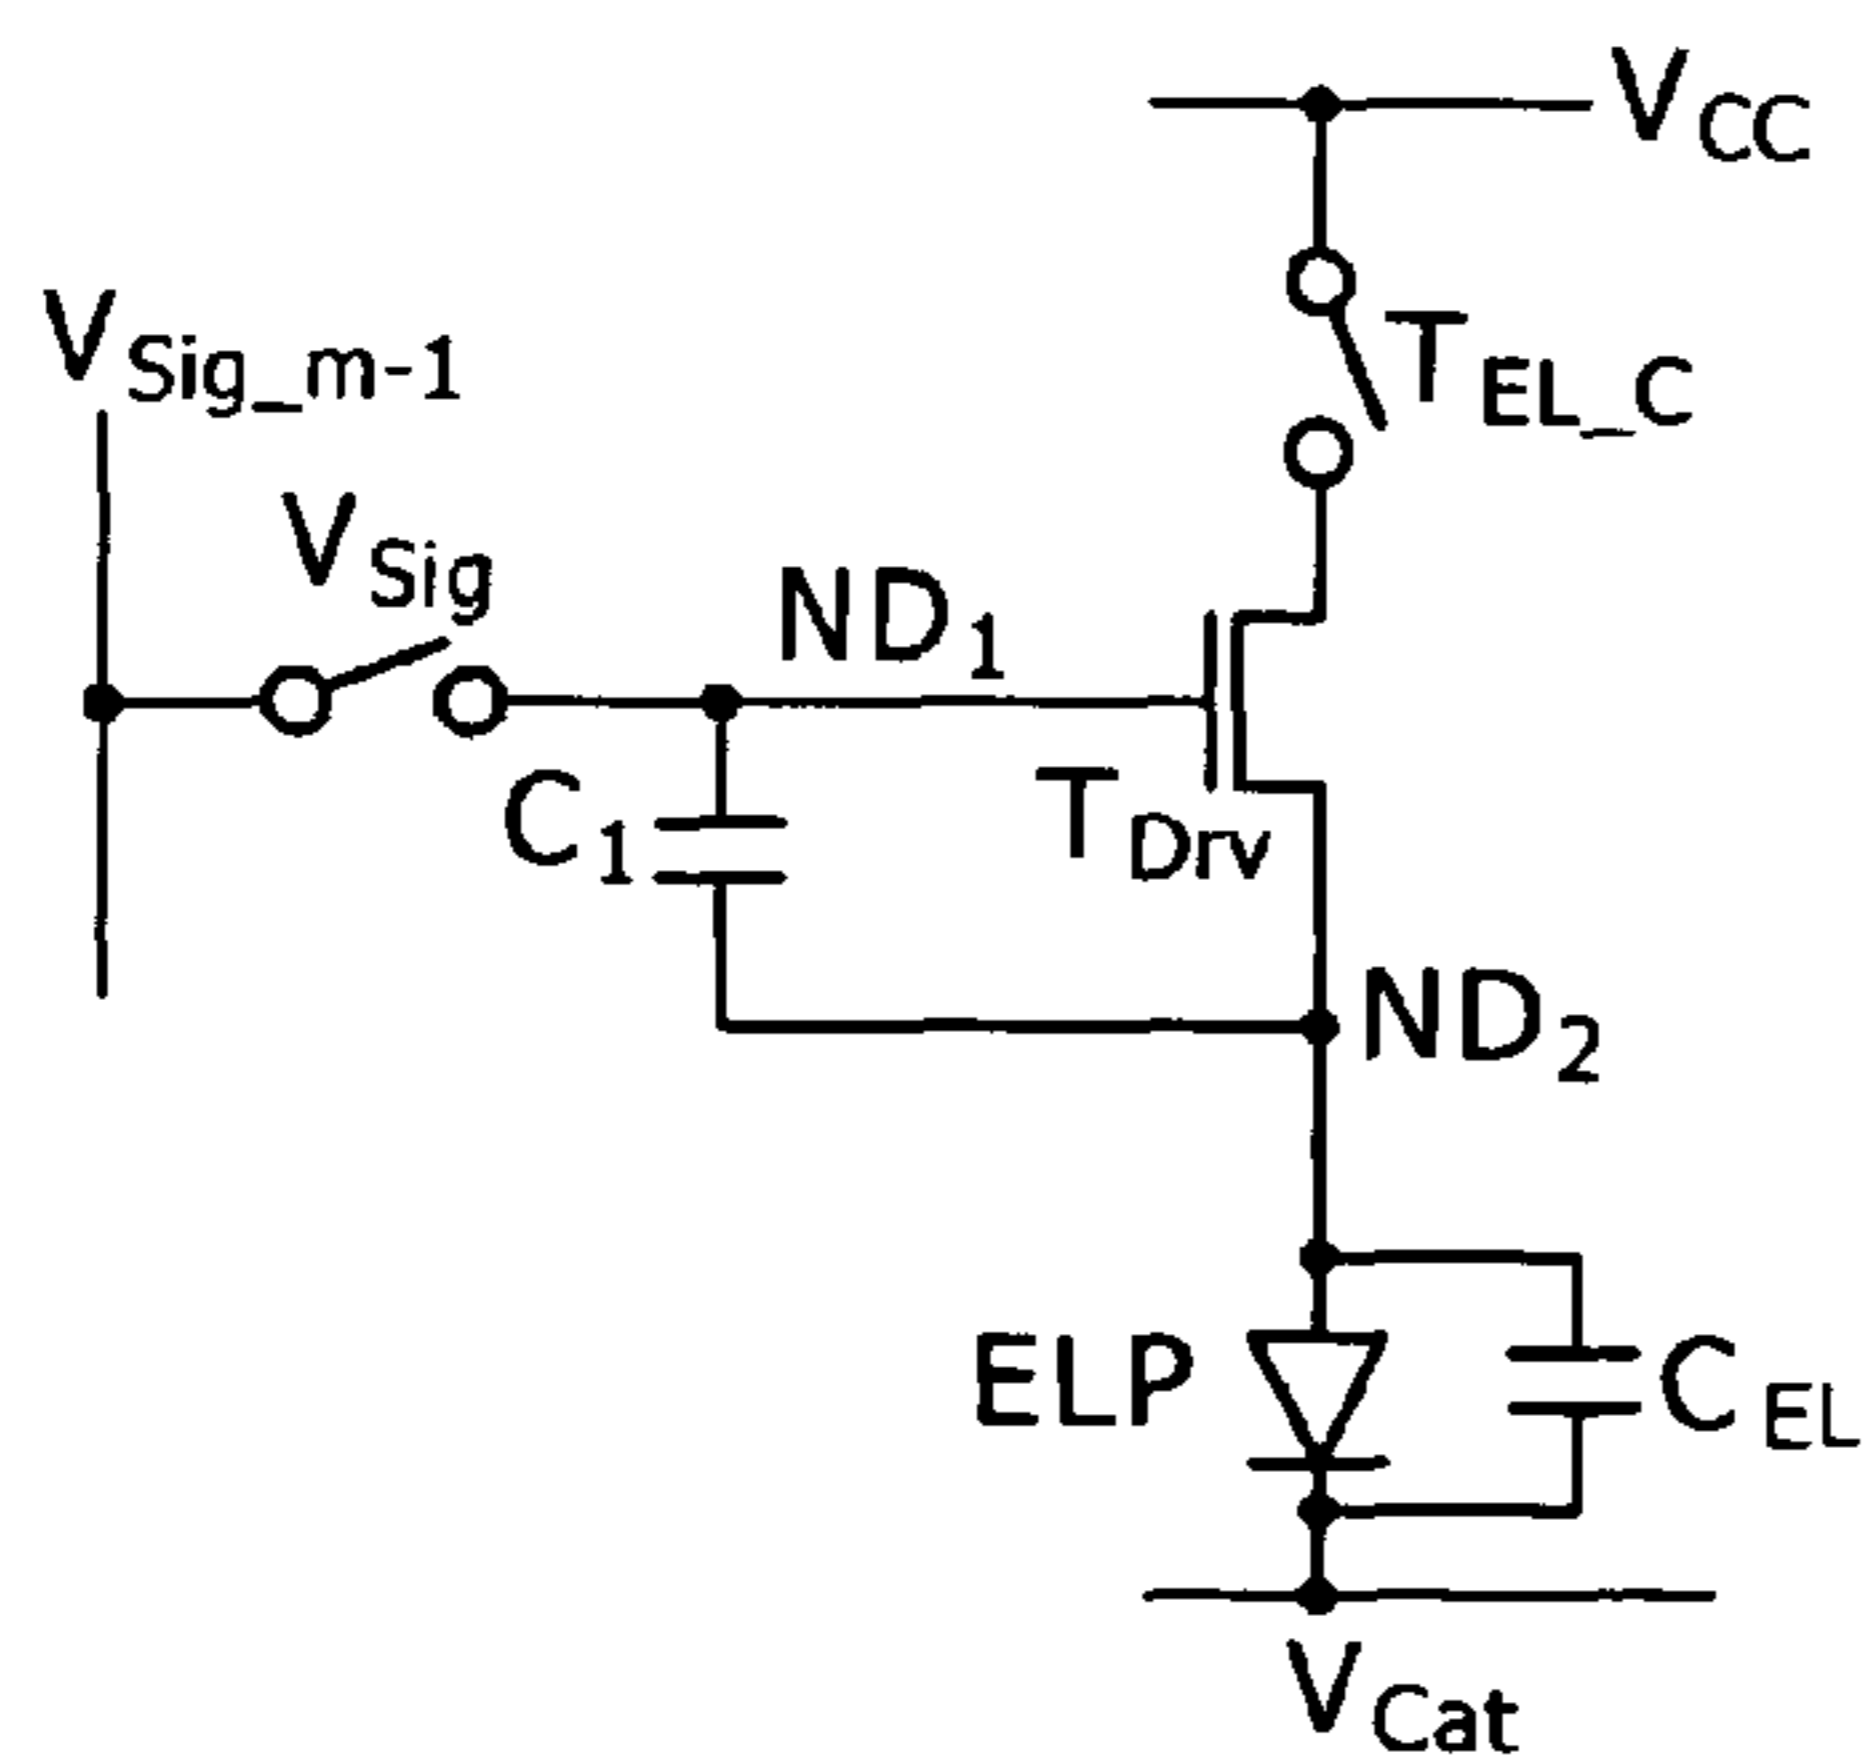 VCC
VSig_m-1
TEL_C
VSig
ND1
C1
TDrv
ND2
ELP
CEL
VCat